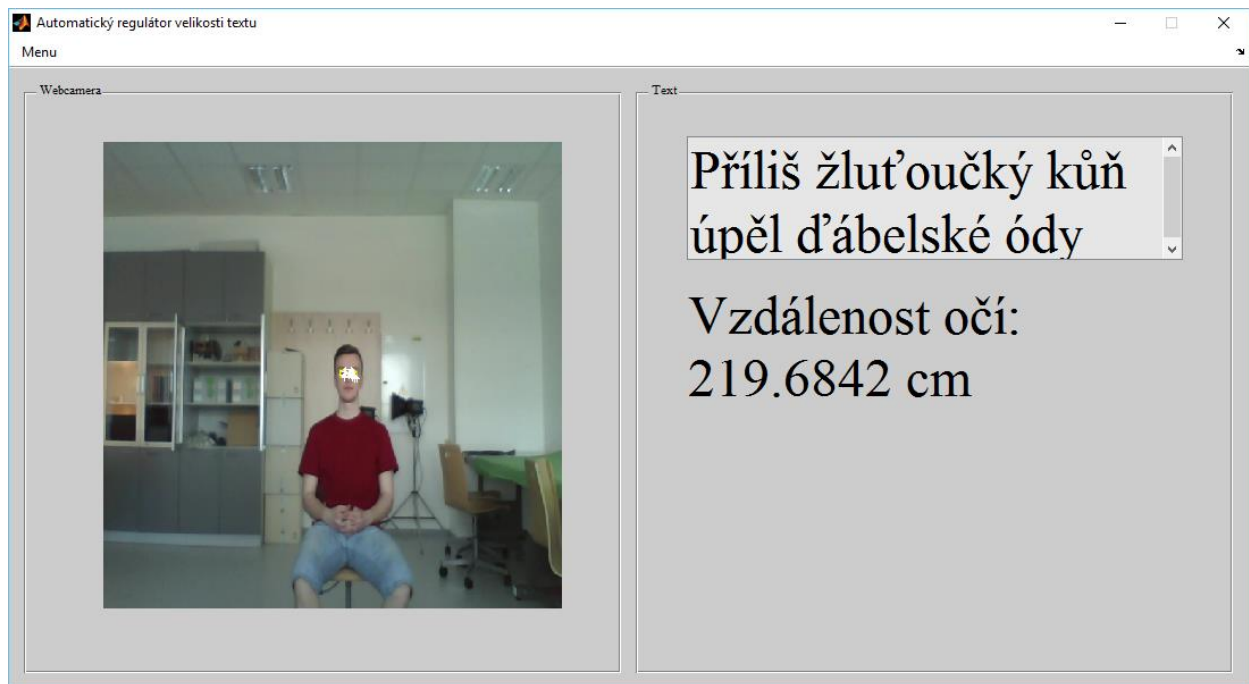 Automatický regulátor velikosti textu
Menu
Webcamera
Text
Příliš žluťoučký kůň
úpěl ďábelské ódy
Vzdálenost očí:
219.6842 cm